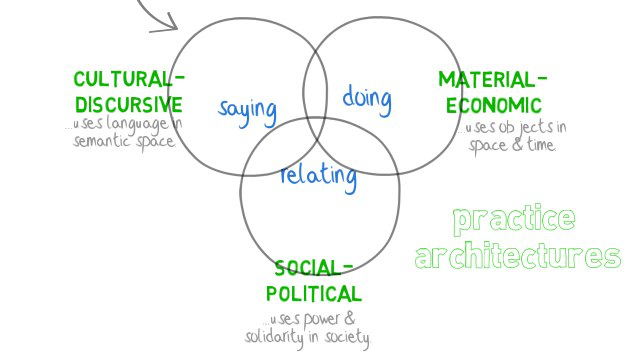 CULTURAL-
DISCURSIVE
...uses language in
semantic space.
saying
doing
MATERIAL-
ECONOMIC
...uses objects in
space & time.
relating
practice
architectures
SOCIAL-
POLITICAL
...uses power &
solidarity in society.